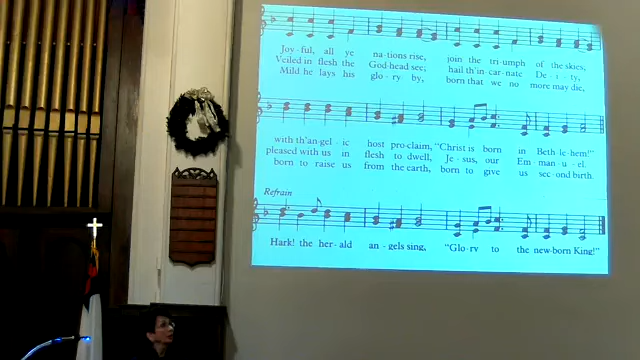 Joy - ful, all ye na - tions rise, join the tri - umph of the skies,
Veiled in flesh the God - head see; hail th'in - car - nate De - i - ty,
Mild he lays his glo - ry by, born that we no more may die,
with th'an - gel - ic host pro - claim, "Christ is born in Beth - le - hem!"
pleased with us in flesh to dwell, Je - sus, our Em - man - u - el.
born to raise us from the earth, born to give us sec - ond birth.
Refrain
Hark! the her - ald an - gels sing, "Glo - ry to the new - born King!"